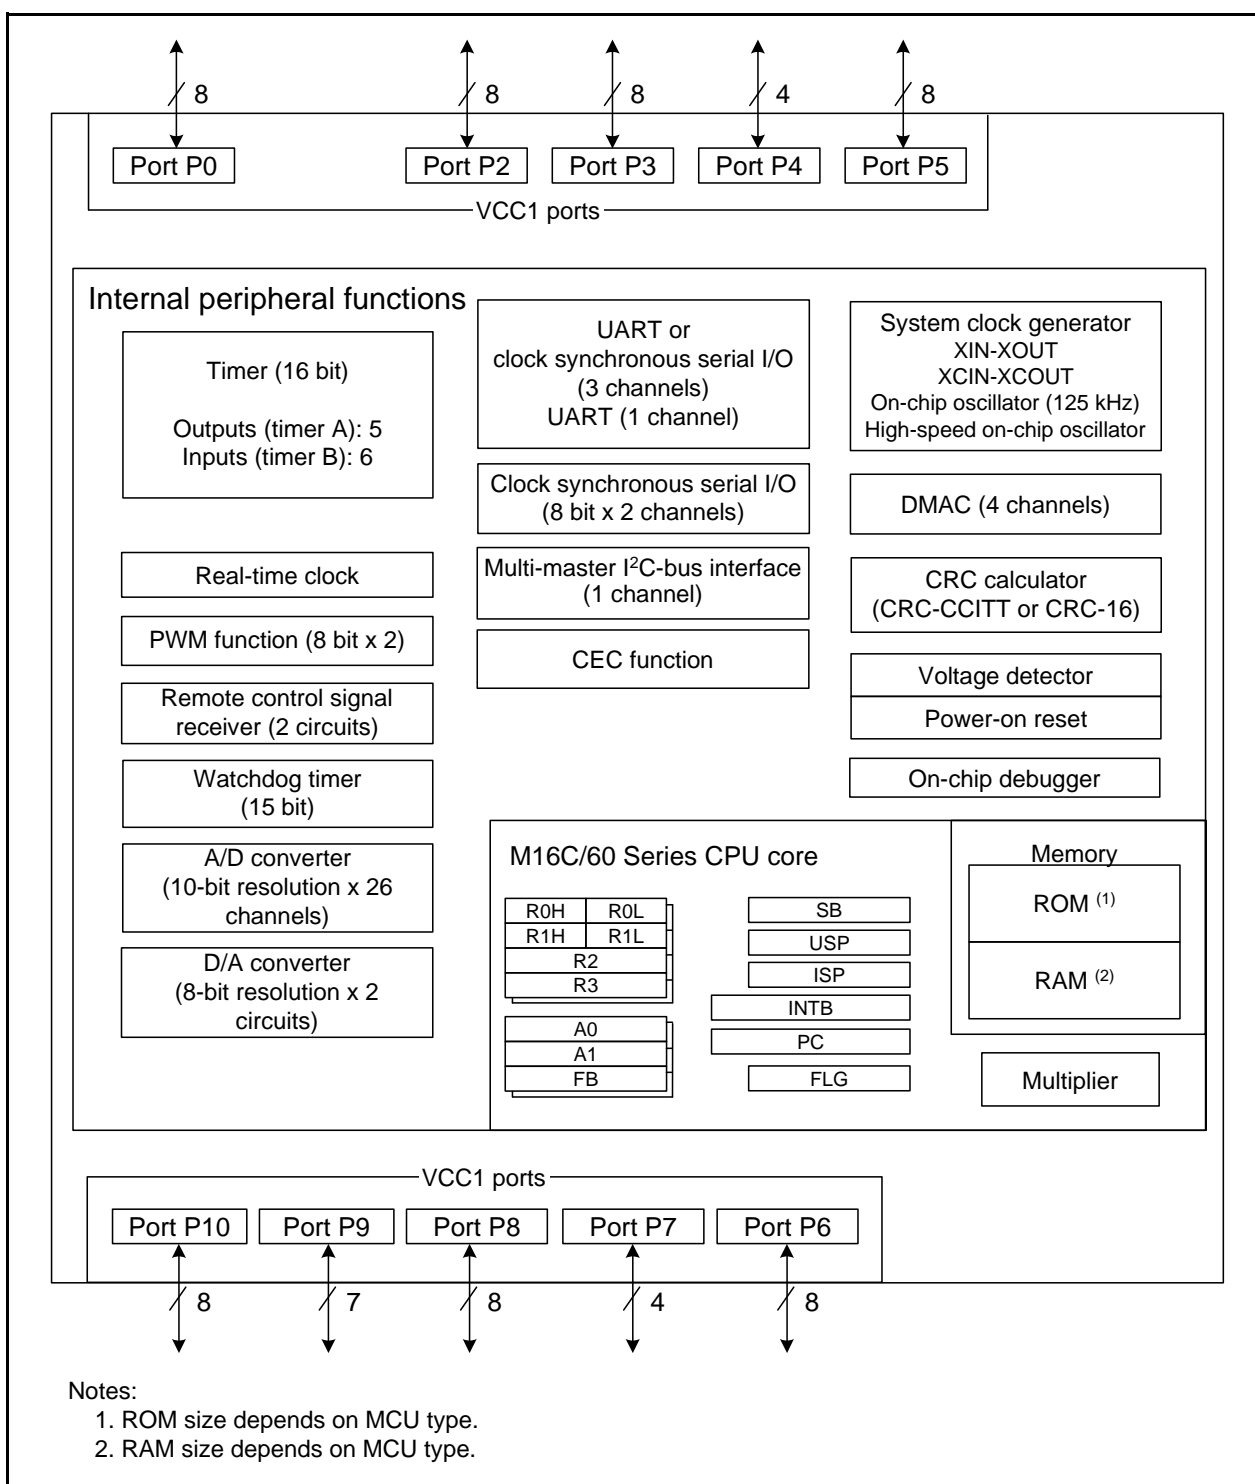 8
8
8
4
8
Port P0
Port P2
Port P3
Port P4
Port P5
VCC1 ports
Internal peripheral functions
Timer (16 bit)
Outputs (timer A): 5
Inputs (timer B): 6
Real-time clock
PWM function (8 bit x 2)
Remote control signal
receiver (2 circuits)
Watchdog timer
(15 bit)
A/D converter
(10-bit resolution x 26
channels)
D/A converter
(8-bit resolution x 2
circuits)
UART or
clock synchronous serial I/O
(3 channels)
UART (1 channel)
Clock synchronous serial I/O
(8 bit x 2 channels)
Multi-master I²C-bus interface
(1 channel)
CEC function
System clock generator
XIN-XOUT
XCIN-XCOUT
On-chip oscillator (125 kHz)
High-speed on-chip oscillator
DMAC (4 channels)
CRC calculator
(CRC-CCITT or CRC-16)
Voltage detector
Power-on reset
On-chip debugger
M16C/60 Series CPU core
R0H
R0L
R1H
R1L
R2
R3
A0
A1
FB
SB
USP
ISP
INTB
PC
FLG
Memory
ROM (1)
RAM (2)
Multiplier
VCC1 ports
Port P10
Port P9
Port P8
Port P7
Port P6
8
7
8
4
8
Notes:
1. ROM size depends on MCU type.
2. RAM size depends on MCU type.